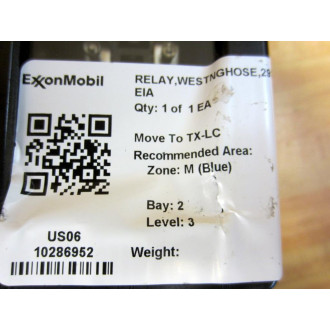 ExxonMobil
RELAY,WESTNGHOSE,29
EIA
Qty: 1 of 1 EA
Move To TX-LC
Recommended Area:
Zone: M (Blue)
Bay: 2
Level: 3
US06
10286952
Weight: